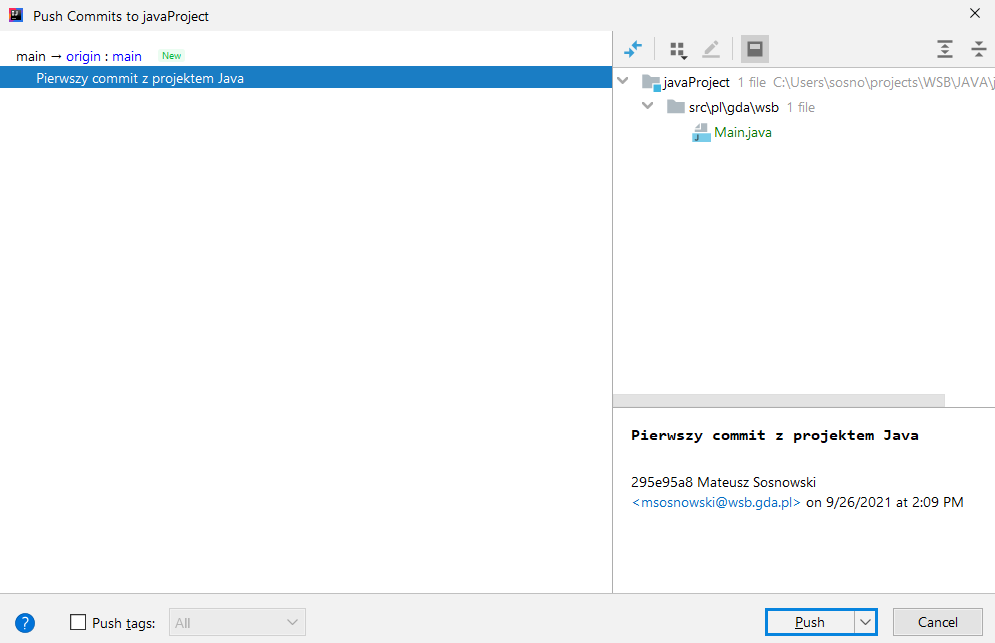 Push Commits to javaProject
main → origin : main New
Pierwszy commit z projektem Java
javaProject 1 file C:\Users\sosno\projects\WSB\JAVA\j
src\pl\gda\wsb 1 file
Main.java
Pierwszy commit z projektem Java
295e95a8 Mateusz Sosnowski
<msosnowski@wsb.gda.pl> on 9/26/2021 at 2:09 PM
? Push tags: All Push Cancel